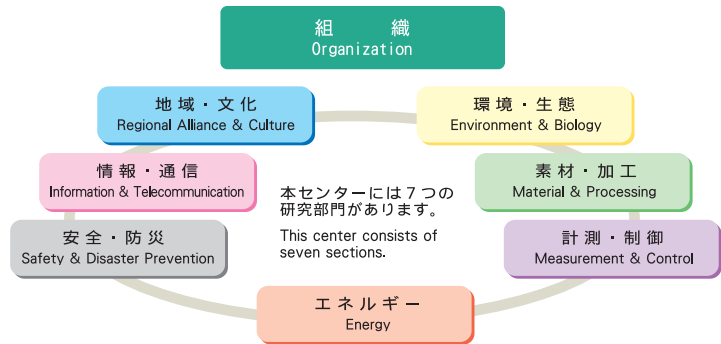 組　織
Organization
地域・文化
Regional Alliance & Culture
環境・生態
Environment & Biology
情報・通信
Information & Telecommunication
素材・加工
Material & Processing
本センターには７つの
研究部門があります。
This center consists of
seven sections.
安全・防災
Safety & Disaster Prevention
計測・制御
Measurement & Control
エネルギー
Energy